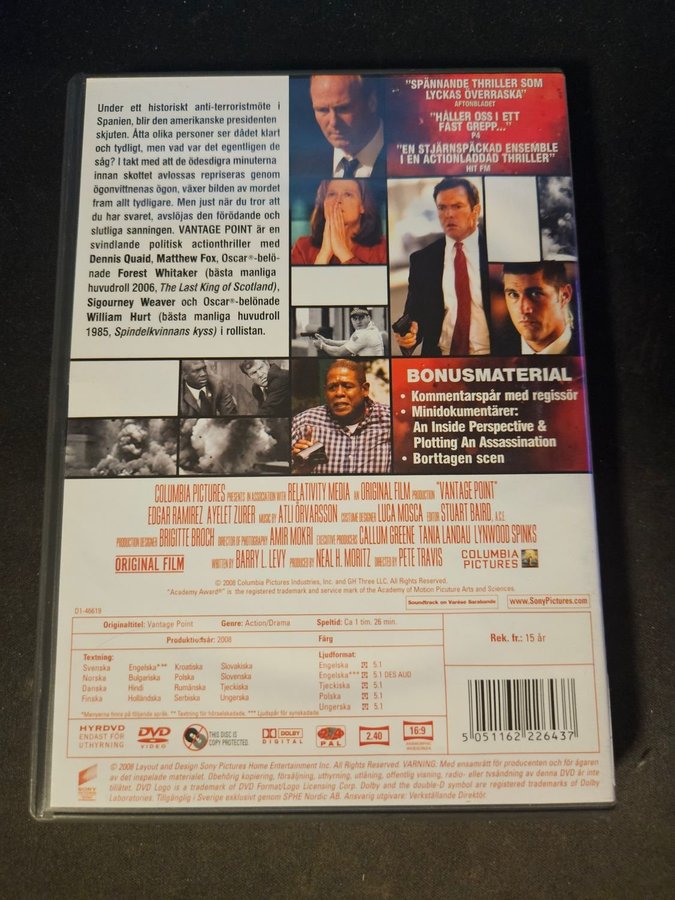 Under ett historiskt anti-terroristmöte i
Spanien, blir den amerikanske presidenten
skjuten. Åtta olika personer ser dådet klart
och tydligt, men vad var det egentligen de
såg? I takt med att de ödesdigra minuterna
innan skottet avlossas repriseras genom
ögonvittnenas ögon, växer bilden av mordet
fram allt tydligare. Men just när du tror att
du har svaret, avslöjas den förödande och
slutliga sanningen. VANTAGE POINT är en
svindlande politisk actionthriller med
Dennis Quaid, Matthew Fox, Oscar®-belö-
nade Forest Whitaker (bästa manliga
huvudroll 2006, The Last King of Scotland),
Sigourney Weaver och Oscar®-belönade
William Hurt (bästa manliga huvudroll
1985, Spindelkvinnans kyss) i rollistan.
"SPÄNNANDE THRILLER SOM
LYCKAS ÖVERRASKA"
AFTONBLADET
"HÅLLER OSS I ETT
FAST GREPP..."
P4
"EN STJÄRNSPÄCKAD ENSEMBLE
I EN ACTIONLADDAD THRILLER"
HIT FM
BONUSMATERIAL
• Kommentarspår med regissör
• Minidokumentärer:
An Inside Perspective &
Plotting An Assassination
• Borttagen scen
COLUMBIA PICTURES PRESENTS IN ASSOCIATION WITH RELATIVITY MEDIA AN ORIGINAL FILM PRODUCTION "VANTAGE POINT"
EDGAR RAMIREZ AYELET ZURER MUSIC BY ATLI ÖRVARSSON COSTUME DESIGNER LUCA MOSCA EDITOR STUART BAIRD, A.C.E.
PRODUCTION DESIGNER BRIGITTE BROCH DIRECTOR OF PHOTOGRAPHY AMIR MOKRI EXECUTIVE PRODUCERS CALLUM GREENE TANIA LANDAU LYNWOOD SPINKS
ORIGINAL FILM WRITTEN BY BARRY L. LEVY PRODUCED BY NEAL H. MORITZ DIRECTED BY PETE TRAVIS
COLUMBIA
PICTURES
© 2008 Columbia Pictures Industries, Inc. and GH Three LLC. All Rights Reserved.
"Academy Award®" is the registered trademark and service mark of the Academy of Motion Picuture Arts and Sciences.
D1-46619
Soundtrack on Varèse Sarabande
www.SonyPictures.com
Originaltitel: Vantage Point Genre: Action/Drama Speltid: Ca 1 tim. 26 min.
Produktionsår: 2008 Färg
Rek. fr.: 15 år
Textning:
Svenska Engelska*** Kroatiska Slovakiska
Norska Bulgariska Polska Slovenska
Danska Hindi Rumänska Tjeckiska
Finska Holländska Serbiska Ungerska
Ljudformat:
Engelska 5.1
Engelska*** 5.1 DES AUD
Tjeckiska 5.1
Polska 5.1
Ungerska 5.1
*Menyerna finns på följande språk. ** Textning för hörselskadade. *** Ljudspår för synskadade
HYRDVD
ENDAST FÖR
UTHYRNING
DVD
VIDEO
THIS DISC IS
COPY PROTECTED.
DOLBY
DIGITAL
PAL
2.40
16:9
5 051162 226437
SONY
© 2008 Layout and Design Sony Pictures Home Entertainment Inc. All Rights Reserved. VARNING: Med ensamrätt för producenten och för ägaren
av det inspelade materialet. Obehörig kopiering, försäljning, uthyrning, utlåning, offentlig visning, radio- eller tvsändning av denna DVD är inte
tillåtet. DVD Logo is a trademark of DVD Format/Logo Licensing Corp. Dolby and the double-D symbol are registered trademarks of Dolby
Laboratories. Tillgänglig i Sverige exklusivt genom SPHE Nordic AB. Ansvarig utgivare: Verkställande Direktör.